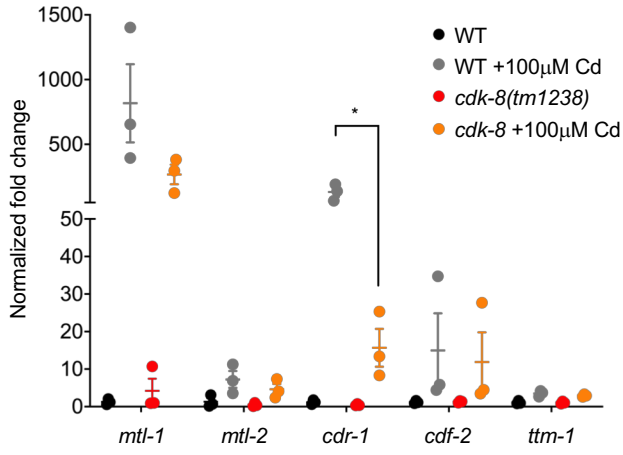 Normalized fold change
1500
1000
500
50
40
30
20
10
0
WT
WT +100μM Cd
cdk-8(tm1238)
cdk-8 +100μM Cd
*
mtl-1 mtl-2 cdr-1 cdf-2 ttm-1